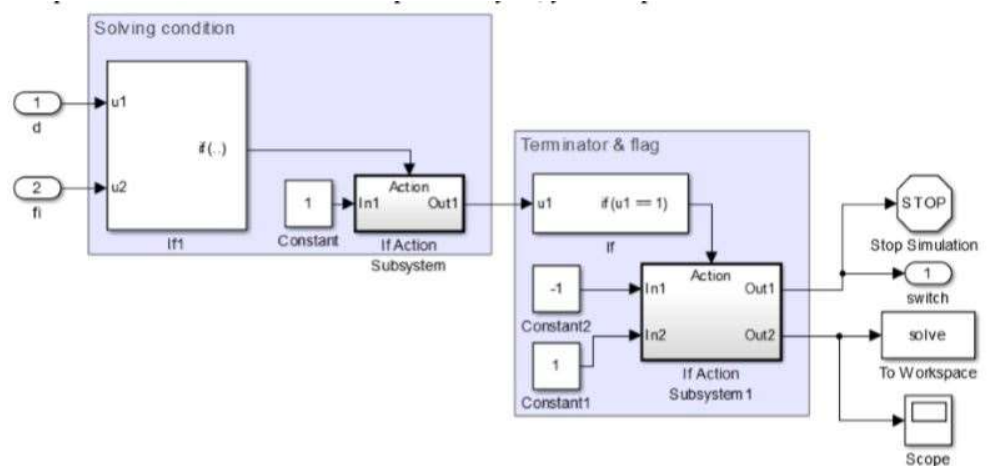 Solving condition
1
d
2
fi
u1
u2
if(..)
If1
1
Constant
Action
In1
Out1
If Action
Subsystem
Terminator & flag
u1
if(u1 == 1)
If
-1
Constant2
1
Constant1
Action
In1
Out1
In2
Out2
If Action
Subsystem1
STOP
Stop Simulation
1
switch
solve
To Workspace
Scope